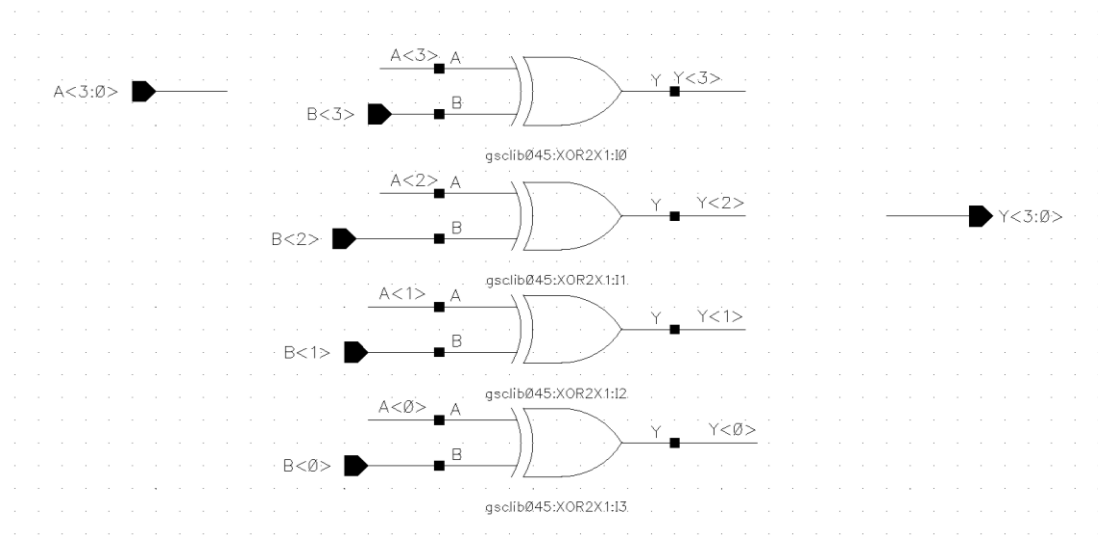 A<3:0>
A<3>
A
B<3>
B
Y
Y<3>
gsclib045:XOR2X1:I0
A<2>
A
B<2>
B
Y
Y<2>
gsclib045:XOR2X1:I1
A<1>
A
B<1>
B
Y
Y<1>
gsclib045:XOR2X1:I2
A<0>
A
B<0>
B
Y
Y<0>
gsclib045:XOR2X1:I3
Y<3:0>